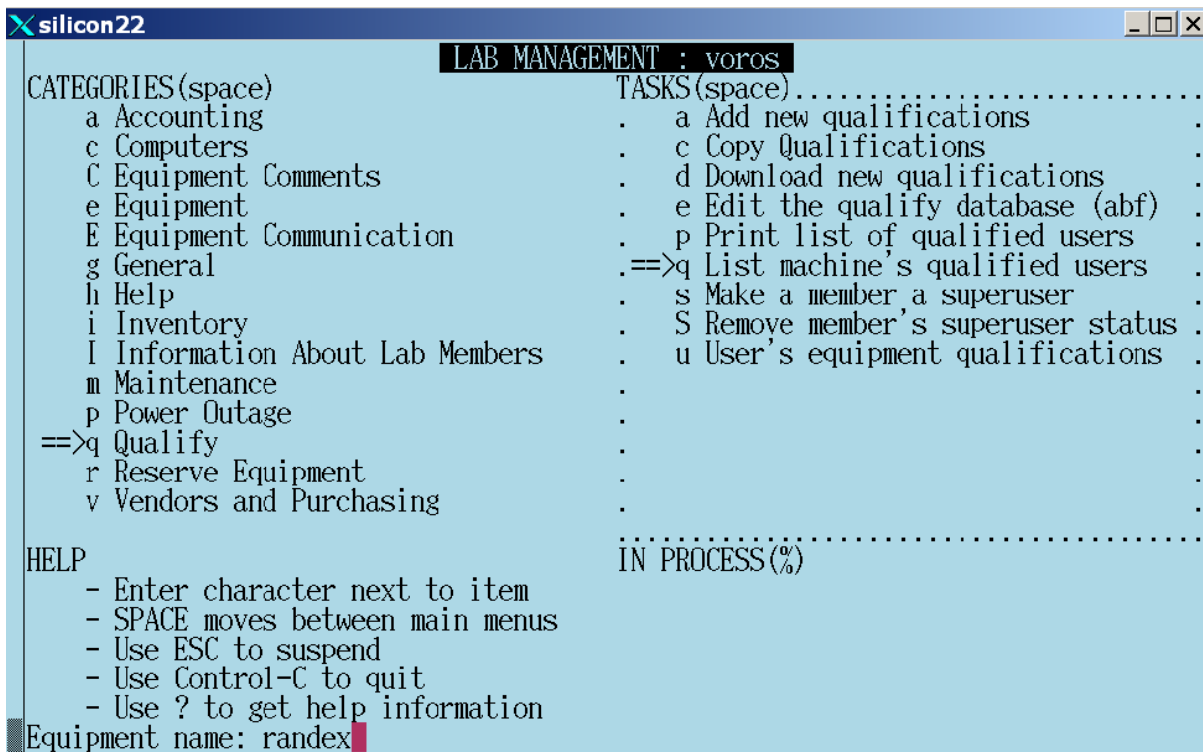 silicon22
LAB MANAGEMENT : voros
CATEGORIES(space)
a Accounting
c Computers
C Equipment Comments
e Equipment
E Equipment Communication
g General
h Help
i Inventory
I Information About Lab Members
m Maintenance
p Power Outage
==>q Qualify
r Reserve Equipment
v Vendors and Purchasing
TASKS(space)............................
. a Add new qualifications .
. c Copy Qualifications .
. d Download new qualifications .
. e Edit the qualify database (abf) .
. p Print list of qualified users .
.==>q List machine's qualified users .
. s Make a member a superuser .
. S Remove member's superuser status .
. u User's equipment qualifications .
. .
. .
. .
. .
. .
........................................
HELP
- Enter character next to item
- SPACE moves between main menus
- Use ESC to suspend
- Use Control-C to quit
- Use ? to get help information
IN PROCESS(%)
Equipment name: randex